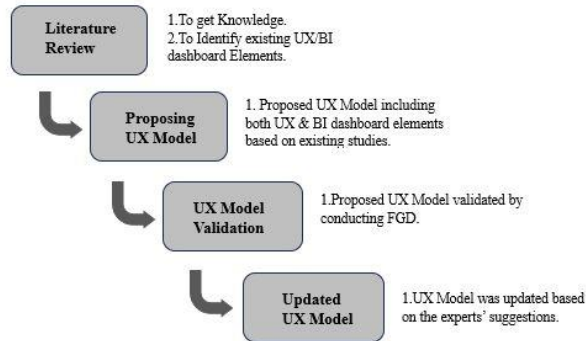 Literature
Review
1.To get Knowledge.
2.To Identify existing UX/BI
dashboard Elements.
Proposing
UX Model
1. Proposed UX Model including
both UX & BI dashboard elements
based on existing studies.
UX Model
Validation
1.Proposed UX Model validated by
conducting FGD.
Updated
UX Model
1.UX Model was updated based
on the experts’ suggestions.